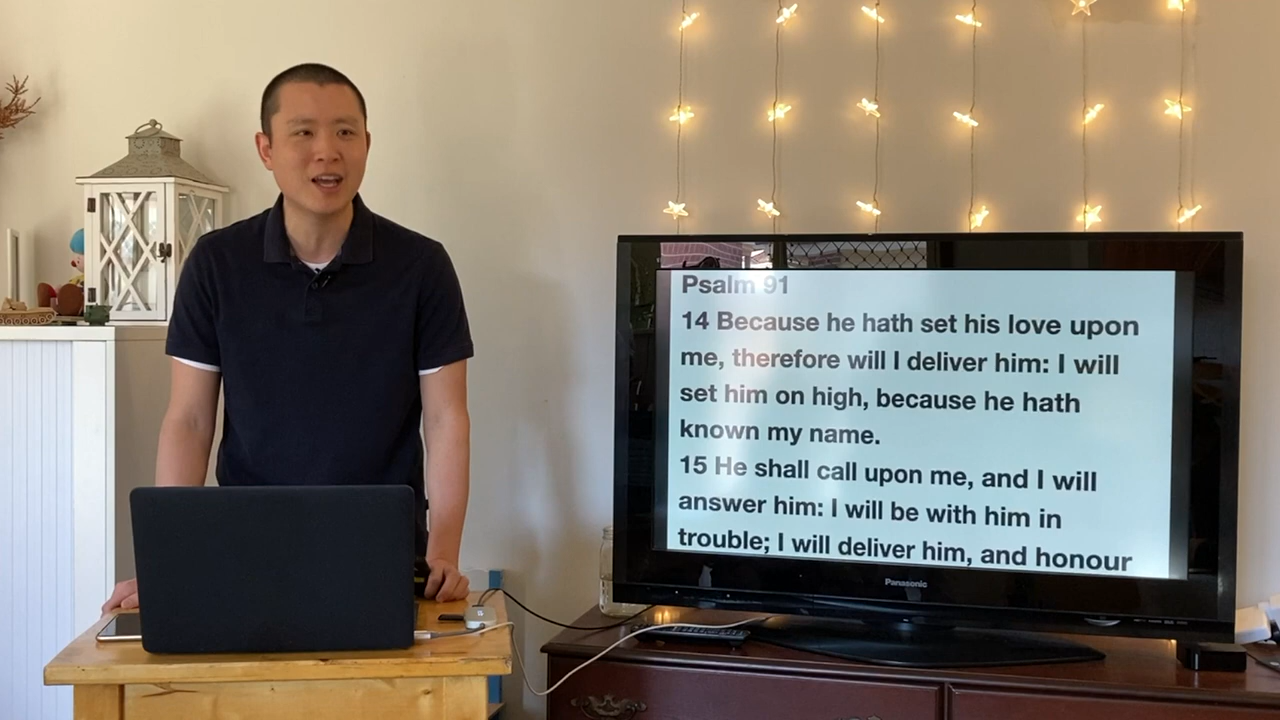 Psalm 91
14 Because he hath set his love upon
me, therefore will I deliver him: I will
set him on high, because he hath
known my name.
15 He shall call upon me, and I will
answer him: I will be with him in
trouble; I will deliver him, and honour
Panasonic